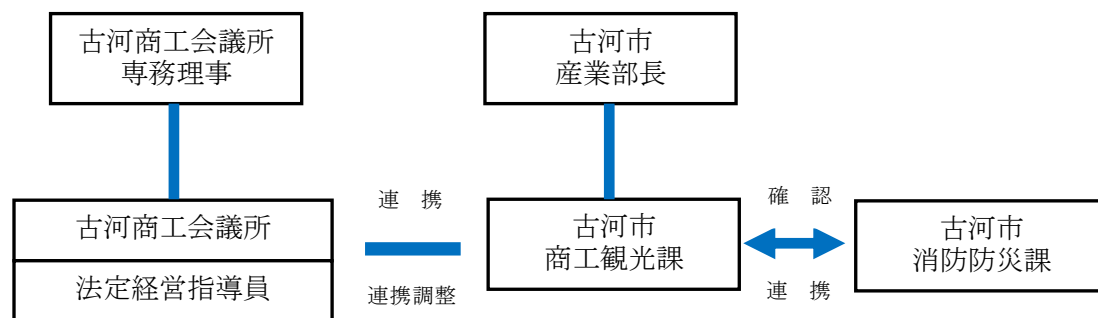 古河商工会議所
専務理事
古河市
産業部長
古河商工会議所
法定経営指導員
連 携
連携調整
古河市
商工観光課
確 認
連 携
古河市
消防防災課